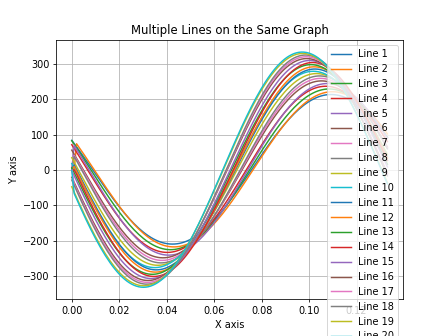 Multiple Lines on the Same Graph
300
200
100
0
−100
−200
−300
Y axis
0.00
0.02
0.04
0.06
0.08
0.10
X axis
Line 1
Line 2
Line 3
Line 4
Line 5
Line 6
Line 7
Line 8
Line 9
Line 10
Line 11
Line 12
Line 13
Line 14
Line 15
Line 16
Line 17
Line 18
Line 19
Line 20